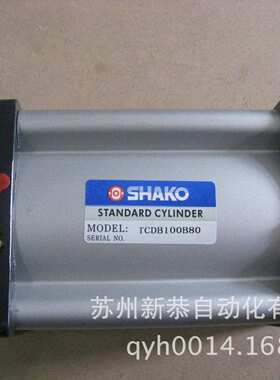 SHAKO
STANDARD CYLINDER
MODEL: TCDB100B80
SERIAL NO.
苏州新恭自动化有
qyh0014.168